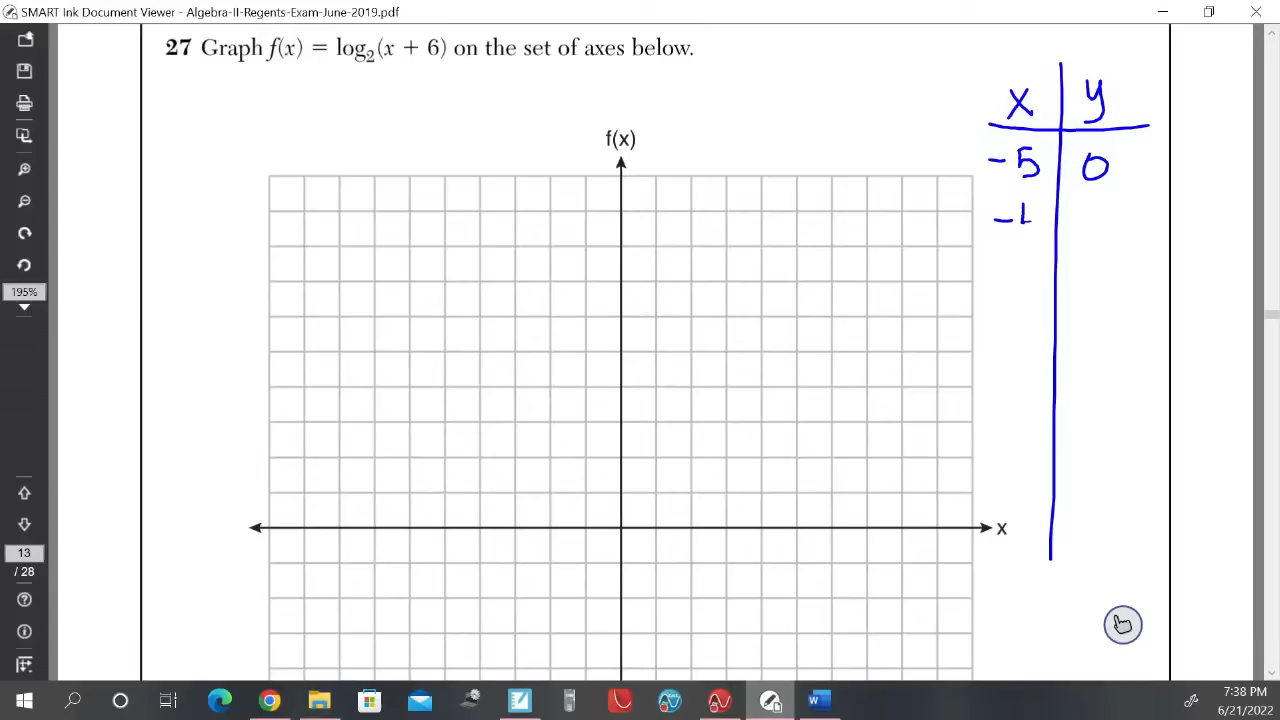 SMART Ink Document Viewer - Algebra-II-Regents-Exam-June-2019.pdf
27 Graph f(x) = log₂(x + 6) on the set of axes below.
x y
f(x)
-5 0
195%
x
13
/ 28
7:38 PM
6/21/2022